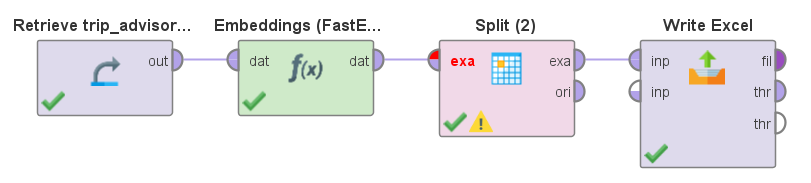 Retrieve trip_advisor... Embeddings (FastE... Split (2) Write Excel
out dat f(x) dat exa exa inp fil
ori inp thr
thr